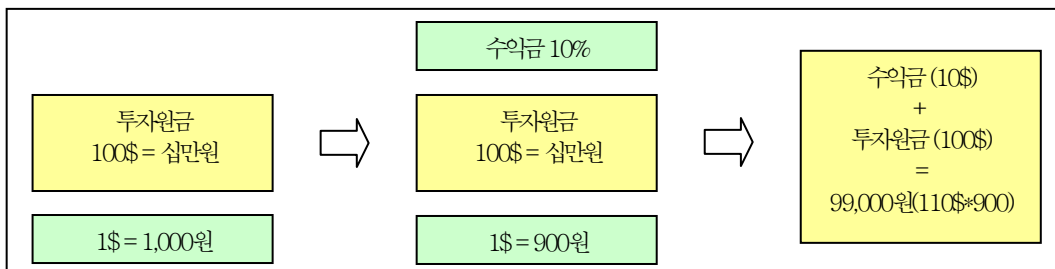 투자원금
100$ = 십만원
1$ = 1,000원
수익금 10%
투자원금
100$ = 십만원
1$ = 900원
수익금 (10$)
+
투자원금 (100$)
=
99,000원(110$*900)